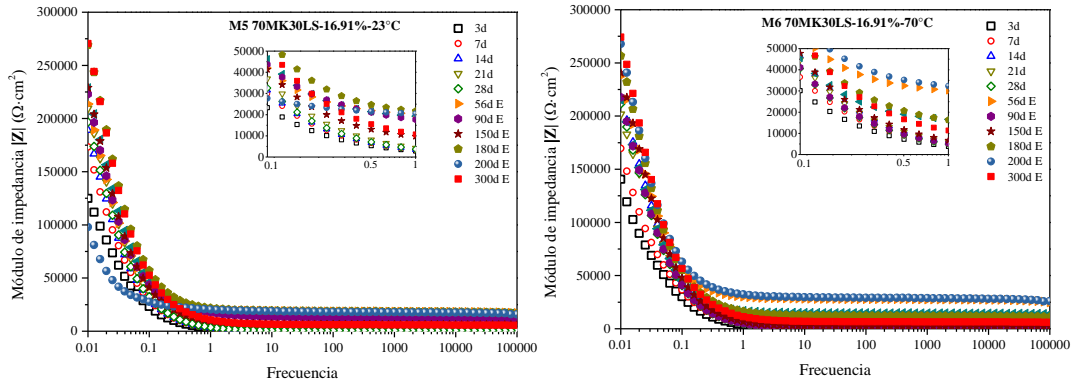 M5 70MK30LS-16.91%-23°C
Módulo de impedancia |Z| (Ω·cm²)
300000
250000
200000
150000
100000
50000
0
0.01
0.1
1
10
100
1000
10000
100000
Frecuencia
50000
40000
30000
20000
10000
0
0.1
0.5
1
3d
7d
14d
21d
28d
56d E
90d E
150d E
180d E
200d E
300d E
M6 70MK30LS-16.91%-70°C
Módulo de impedancia |Z| (Ω·cm²)
300000
250000
200000
150000
100000
50000
0
0.01
0.1
1
10
100
1000
10000
100000
Frecuencia
50000
40000
30000
20000
10000
0
0.1
0.5
1
3d
7d
14d
21d
28d
56d E
90d E
150d E
180d E
200d E
300d E